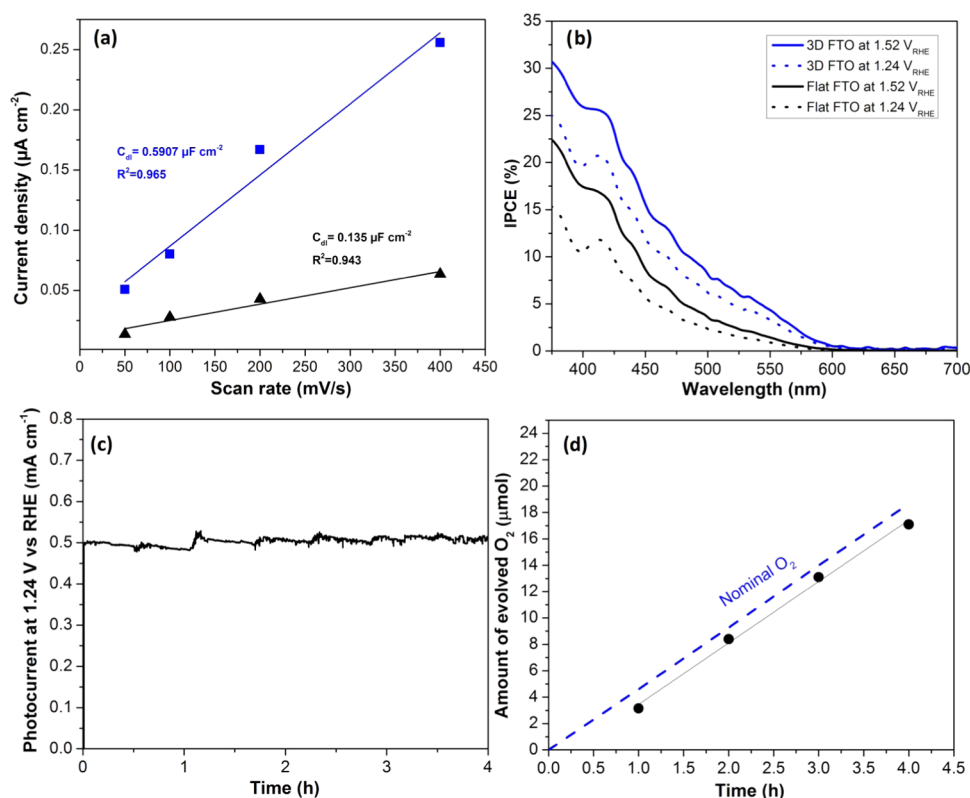 (a)
0.25
0.20
0.15
0.10
0.05
Current density (µA cm⁻²)
C_dl= 0.5907 µF cm⁻²
R²=0.965
C_dl= 0.135 µF cm⁻²
R²=0.943
0 50 100 150 200 250 300 350 400 450
Scan rate (mV/s)
(b)
3D FTO at 1.52 V_RHE
3D FTO at 1.24 V_RHE
Flat FTO at 1.52 V_RHE
Flat FTO at 1.24 V_RHE
35
30
25
20
15
10
5
0
IPCE (%)
400 450 500 550 600 650 700
Wavelength (nm)
(c)
0.8
0.7
0.6
0.5
0.4
0.3
0.2
0.1
0.0
Photocurrent at 1.24 V vs RHE (mA cm⁻¹)
0 1 2 3 4
Time (h)
(d)
24
22
20
18
16
14
12
10
8
6
4
2
0
Amount of evolved O₂ (µmol)
Nominal O₂
0.0 0.5 1.0 1.5 2.0 2.5 3.0 3.5 4.0 4.5
Time (h)